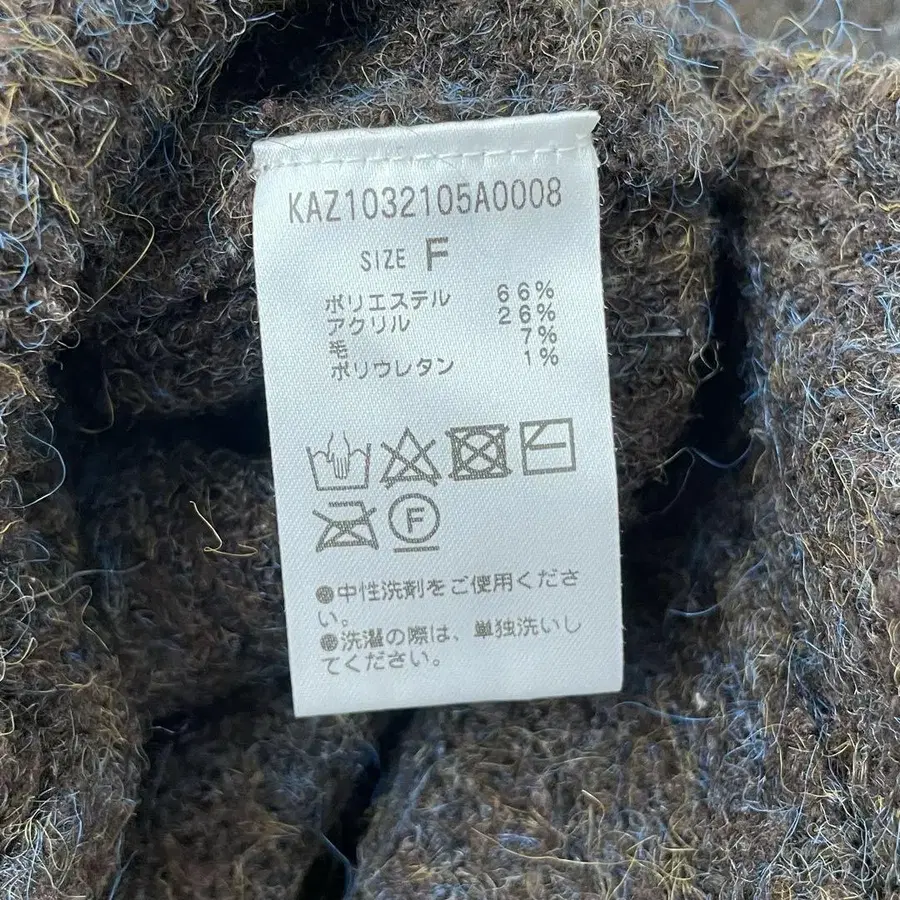 KAZ1032105A0008
SIZE F
ポリエステル 66%
アクリル 26%
毛 7%
ポリウレタン 1%
F
●中性洗剤をご使用くださ
い。
●洗濯の際は、単独洗いし
てください。